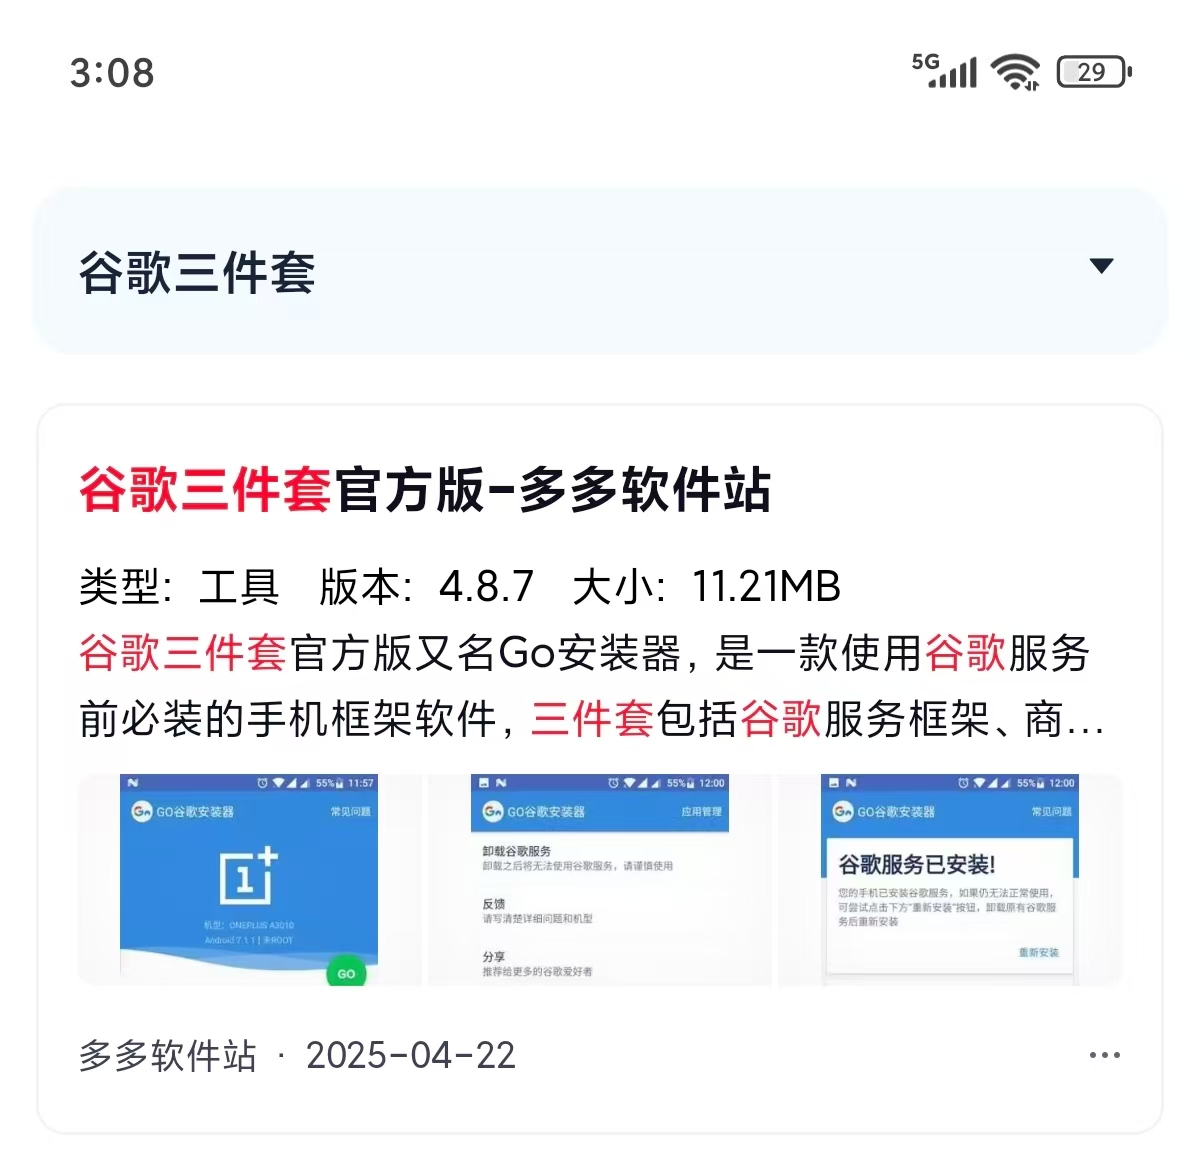 3:08
5G
29
谷歌三件套
谷歌三件套官方版-多多软件站
类型: 工具 版本: 4.8.7 大小: 11.21MB
谷歌三件套官方版又名Go安装器, 是一款使用谷歌服务
前必装的手机框架软件, 三件套包括谷歌服务框架、商...
55% 11:57
GO谷歌安装器 常见问题
机型: ONEPLUS A3010
Android 7.1.1 | 未ROOT
GO
55% 12:00
GO谷歌安装器 应用管理
卸载谷歌服务
卸载之后将无法使用谷歌服务，请谨慎使用
反馈
请写清楚详细问题和机型
分享
推荐给更多的谷歌爱好者
55% 12:00
GO谷歌安装器 常见问题
谷歌服务已安装!
您的手机已安装谷歌服务，如果仍无法正常使用，
可尝试点击下方"重新安装"按钮，卸载原有谷歌服
务后重新安装
重新安装
多多软件站 · 2025-04-22